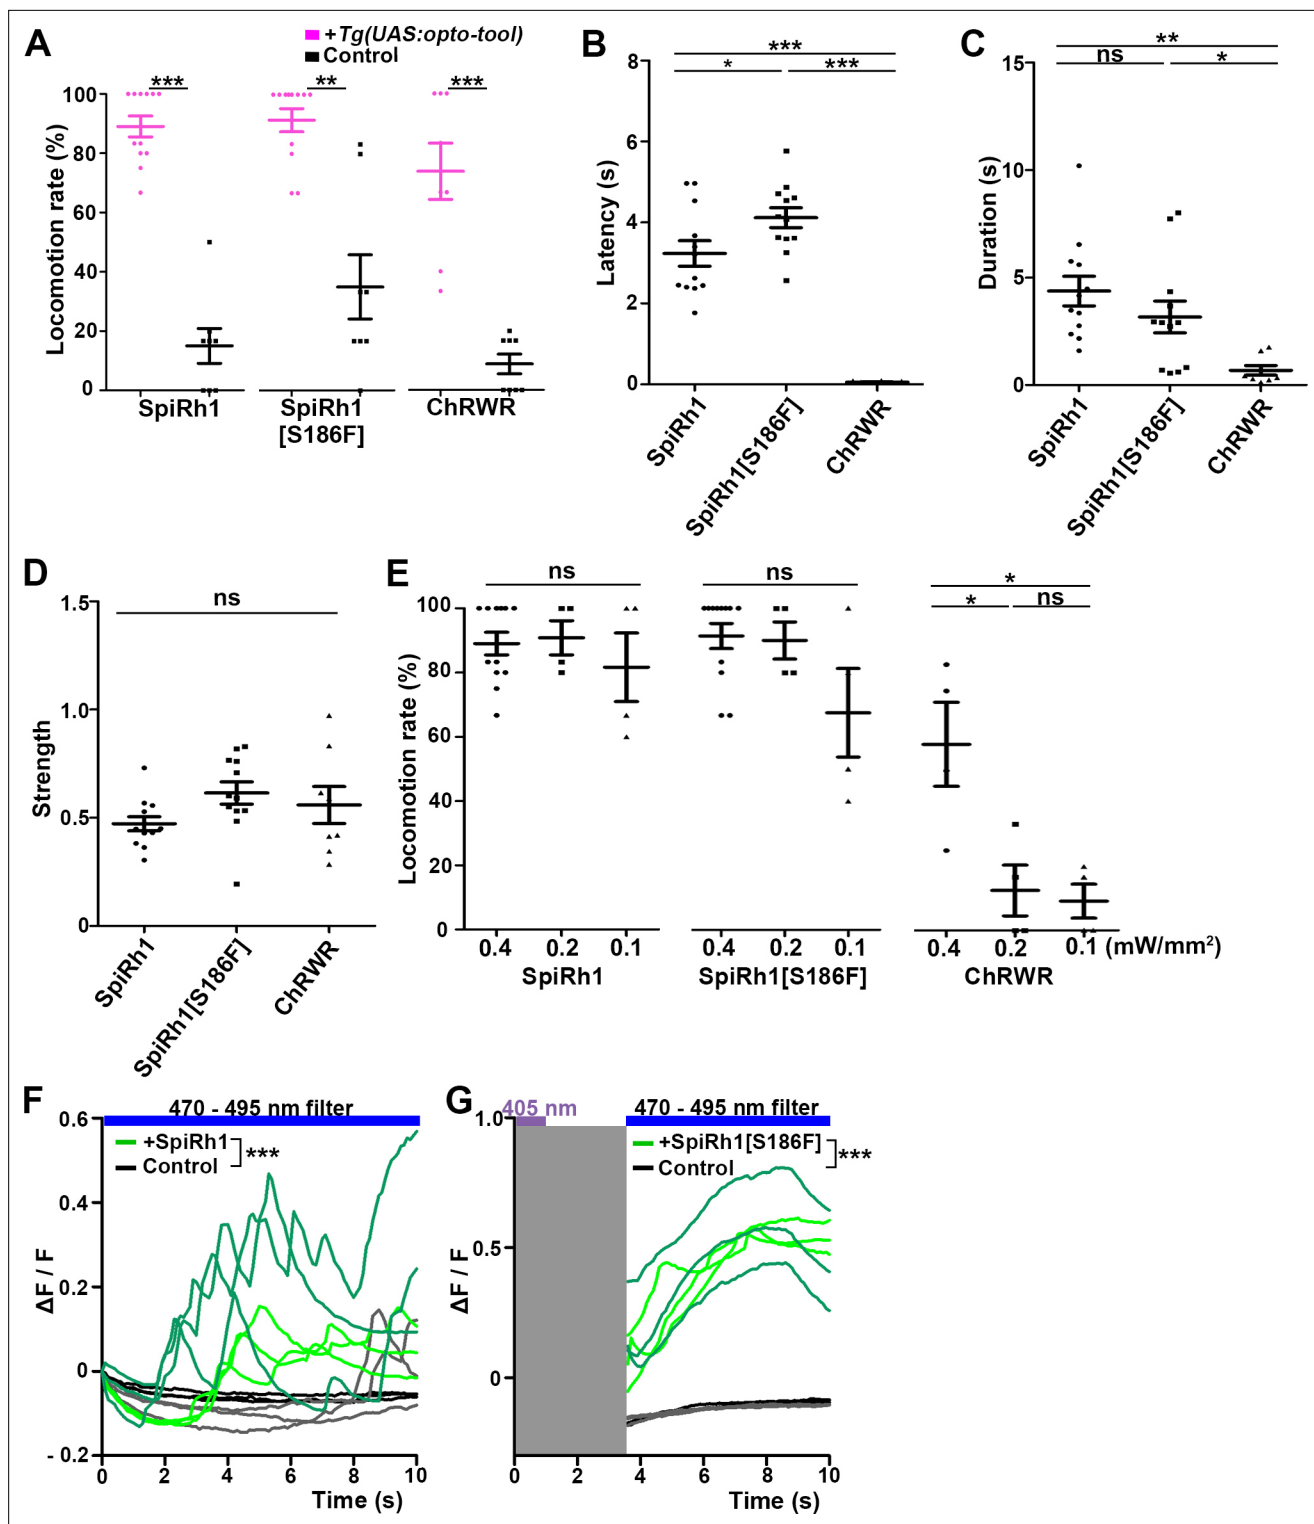 A
+Tg(UAS:opto-tool)
Control
Locomotion rate (%)
100
80
60
40
20
0
***
**
***
SpiRh1
SpiRh1
[S186F]
ChRWR
B
Latency (s)
8
6
4
2
0
***
*
***
SpiRh1
SpiRh1[S186F]
ChRWR
C
Duration (s)
15
10
5
0
**
ns
*
SpiRh1
SpiRh1[S186F]
ChRWR
D
Strength
1.5
1.0
0.5
0
ns
SpiRh1
SpiRh1[S186F]
ChRWR
E
Locomotion rate (%)
100
80
60
40
20
0
ns
ns
*
*
ns
0.4 0.2 0.1
SpiRh1
0.4 0.2 0.1
SpiRh1[S186F]
0.4 0.2 0.1 (mW/mm²)
ChRWR
F
470 - 495 nm filter
+SpiRh1
Control
***
ΔF / F
0.6
0.4
0.2
0
- 0.2
0 2 4 6 8 10
Time (s)
G
405 nm
470 - 495 nm filter
+SpiRh1[S186F]
Control
***
ΔF / F
1.0
0.5
0
0 2 4 6 8 10
Time (s)